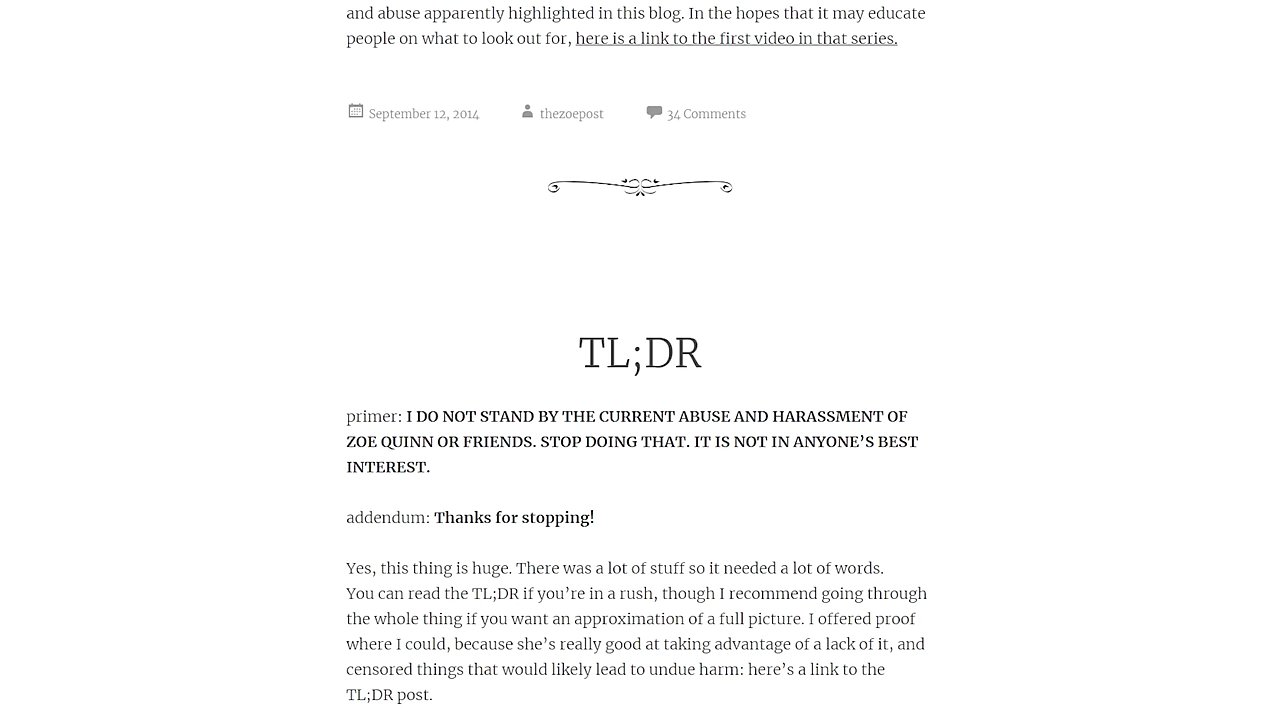 and abuse apparently highlighted in this blog. In the hopes that it may educate
people on what to look out for, here is a link to the first video in that series.
September 12, 2014 thezoepost 34 Comments
TL;DR
primer: I DO NOT STAND BY THE CURRENT ABUSE AND HARASSMENT OF
ZOE QUINN OR FRIENDS. STOP DOING THAT. IT IS NOT IN ANYONE’S BEST
INTEREST.
addendum: Thanks for stopping!
Yes, this thing is huge. There was a lot of stuff so it needed a lot of words.
You can read the TL;DR if you’re in a rush, though I recommend going through
the whole thing if you want an approximation of a full picture. I offered proof
where I could, because she’s really good at taking advantage of a lack of it, and
censored things that would likely lead to undue harm: here’s a link to the
TL;DR post.